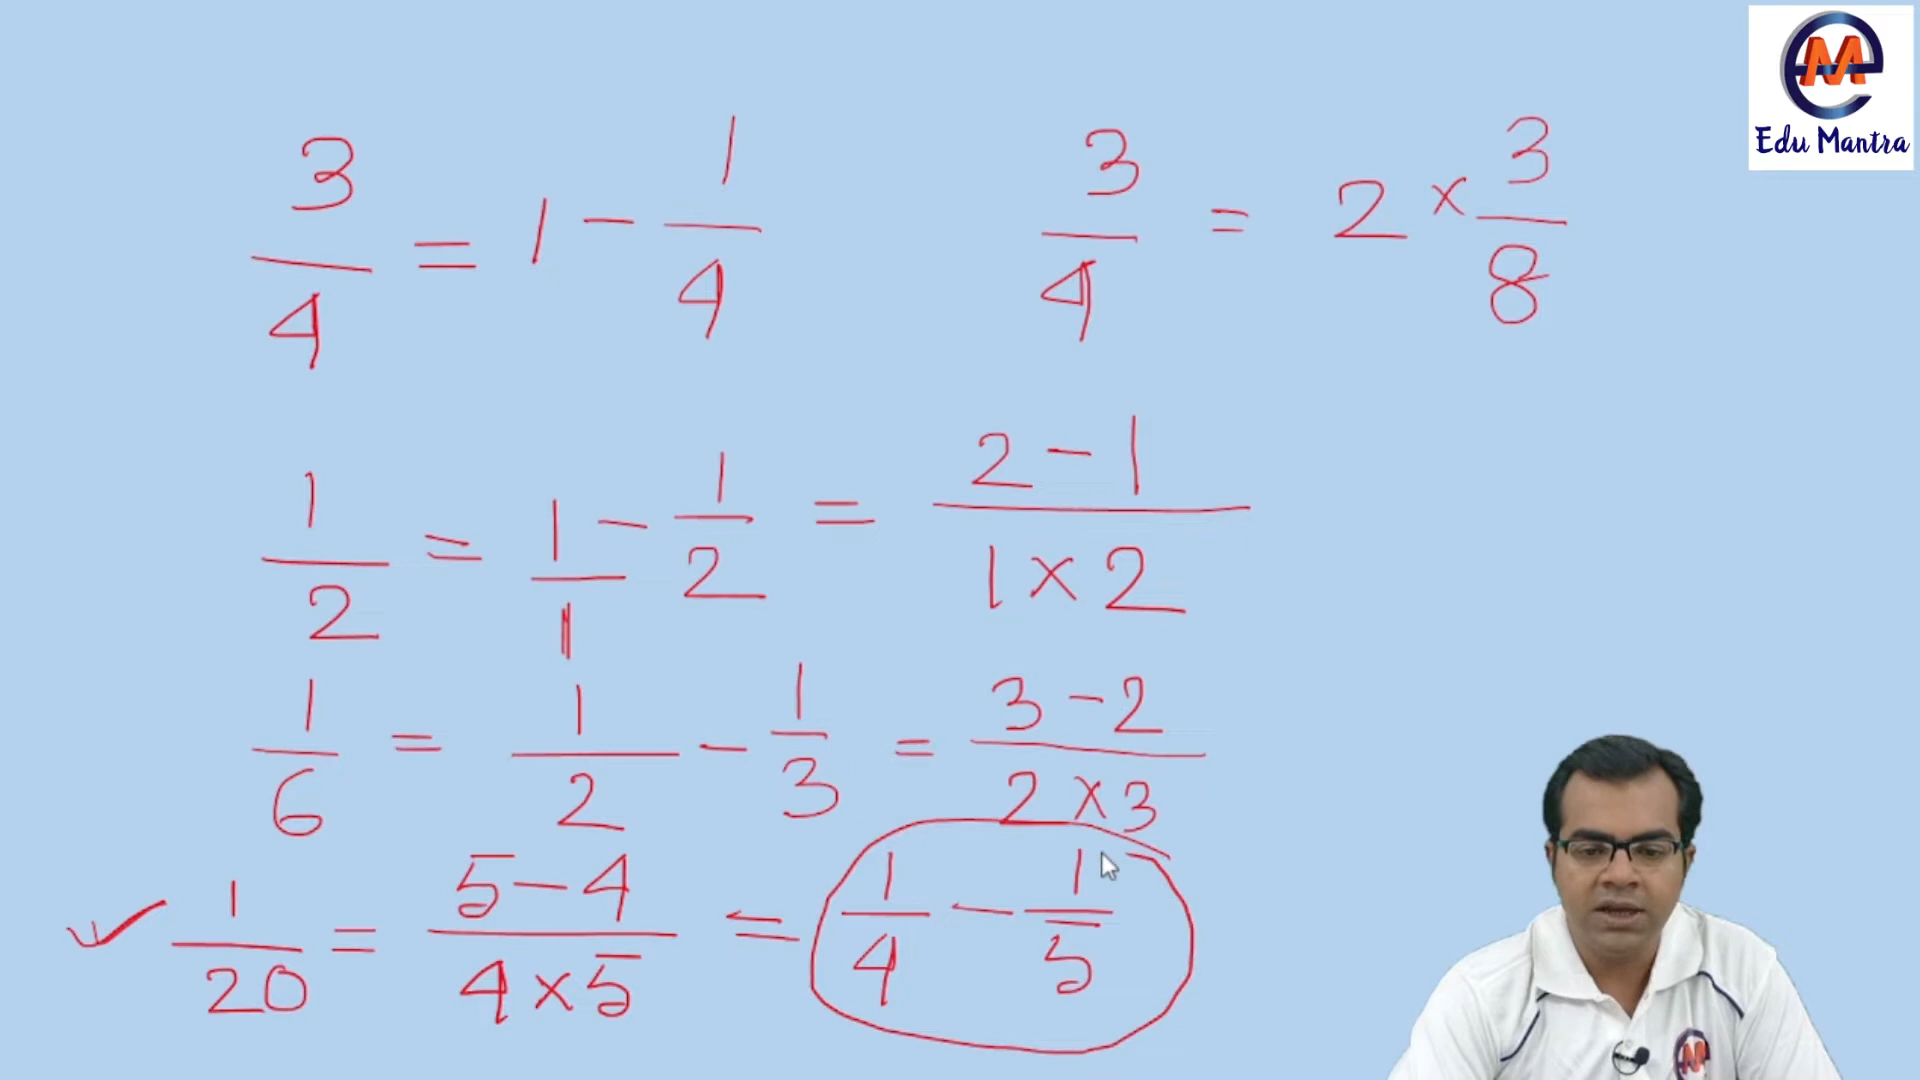 3/4 = 1 - 1/4
3/4 = 2 × 3/8
1/2 = 1/1 - 1/2 = (2 - 1)/(1 × 2)
1/6 = 1/2 - 1/3 = (3 - 2)/(2 × 3)
✓ 1/20 = (5 - 4)/(4 × 5) = 1/4 - 1/5
eM
Edu Mantra